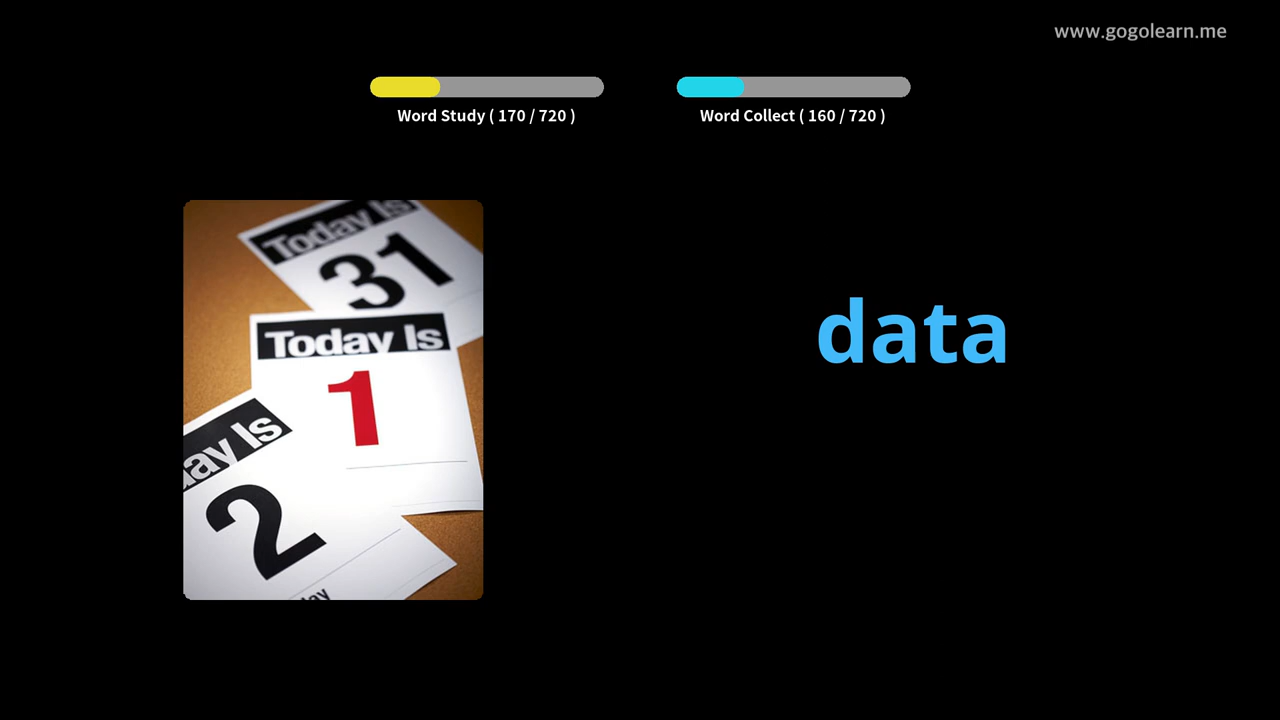 www.gogolearn.me
Word Study ( 170 / 720 )
Word Collect ( 160 / 720 )
Today Is
31
Today Is
1
data
ay Is
2